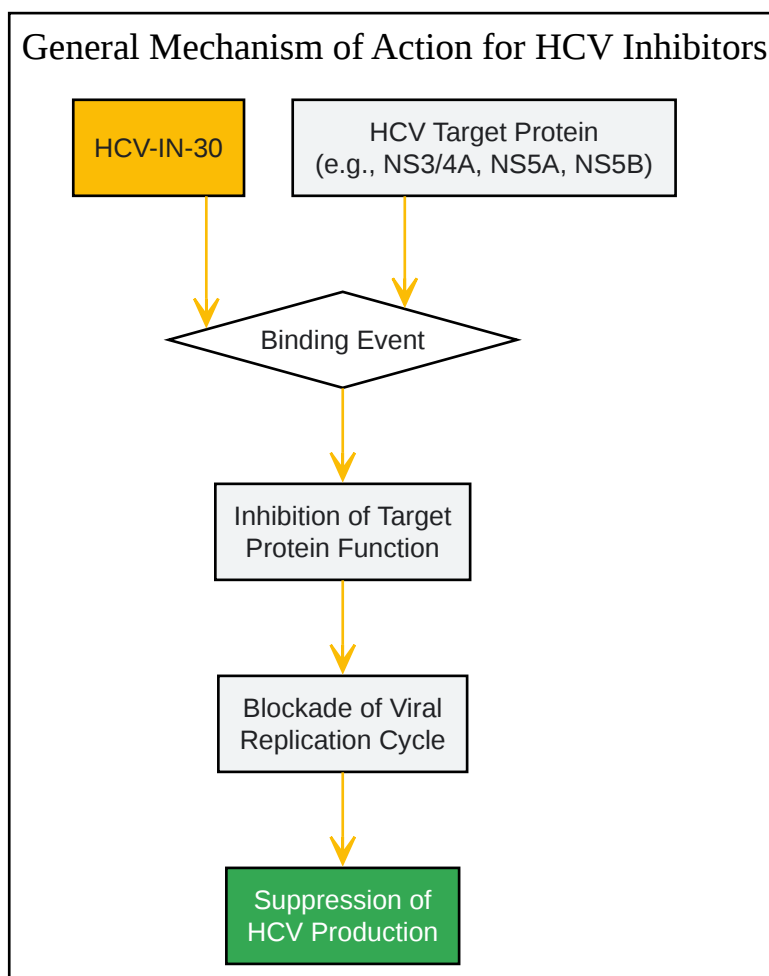 General Mechanism of Action for HCV Inhibitors
HCV-IN-30
HCV Target Protein
(e.g., NS3/4A, NS5A, NS5B)
Binding Event
Inhibition of Target
Protein Function
Blockade of Viral
Replication Cycle
Suppression of
HCV Production